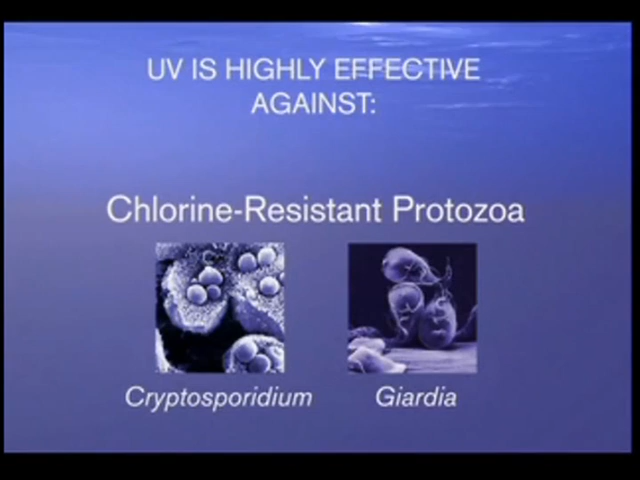 UV IS HIGHLY EFFECTIVE
AGAINST:
Chlorine-Resistant Protozoa
Cryptosporidium
Giardia